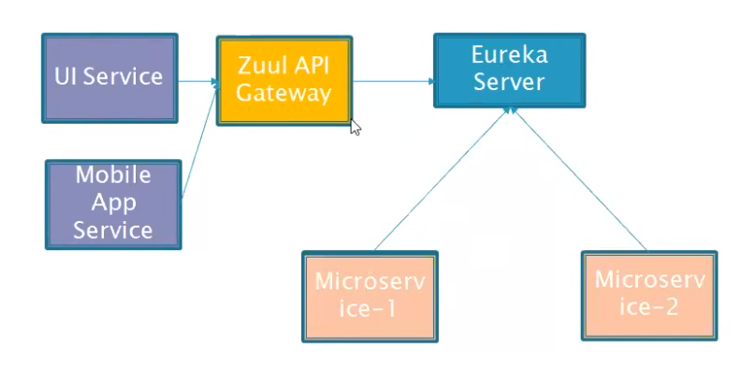 UI Service
Zuul API
Gateway
Eureka
Server
Mobile
App
Service
Microserv
ice-1
Microserv
ice-2